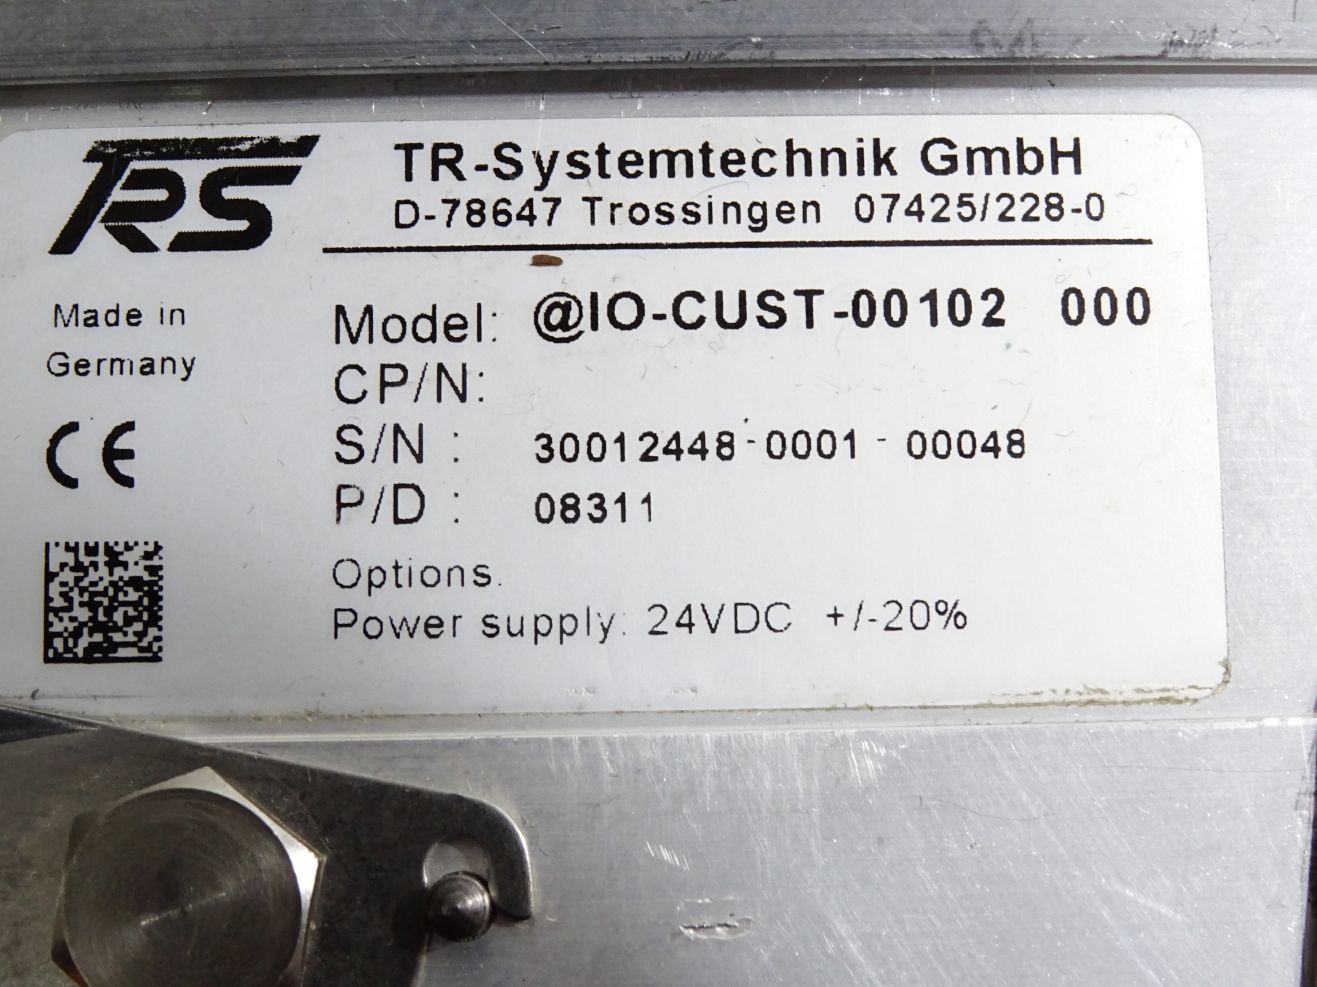 TRS
TR-Systemtechnik GmbH
D-78647 Trossingen 07425/228-0
Made in
Germany
CE
Model: @IO-CUST-00102 000
CP/N:
S/N : 30012448-0001-00048
P/D : 08311
Options:
Power supply: 24VDC +/-20%